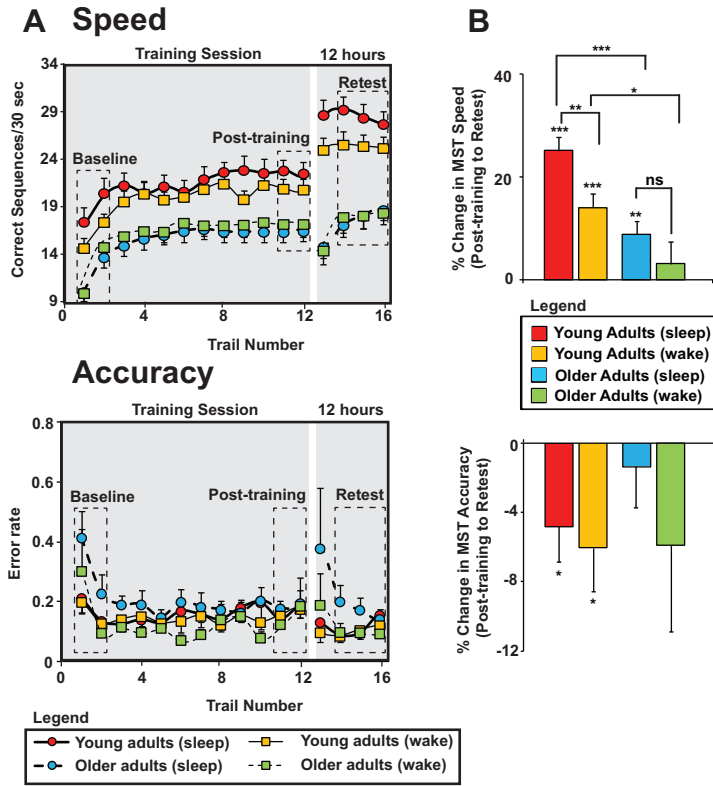 A Speed
Training Session 12 hours
34
29
24
19
14
9
Correct Sequences/30 sec
Baseline
Post-training
Retest
0 4 8 12 16
Trail Number
Accuracy
Training Session 12 hours
0.8
0.6
0.4
0.2
0
Error rate
Baseline
Post-training
Retest
0 4 8 12 16
Trail Number
Legend
Young adults (sleep) Young adults (wake)
Older adults (sleep) Older adults (wake)
B
% Change in MST Speed
(Post-training to Retest)
40
20
0
***
**
*
***
***
**
ns
Legend
Young Adults (sleep)
Young Adults (wake)
Older Adults (sleep)
Older Adults (wake)
% Change in MST Accuracy
(Post-training to Retest)
0
-4
-6
-12
*
*